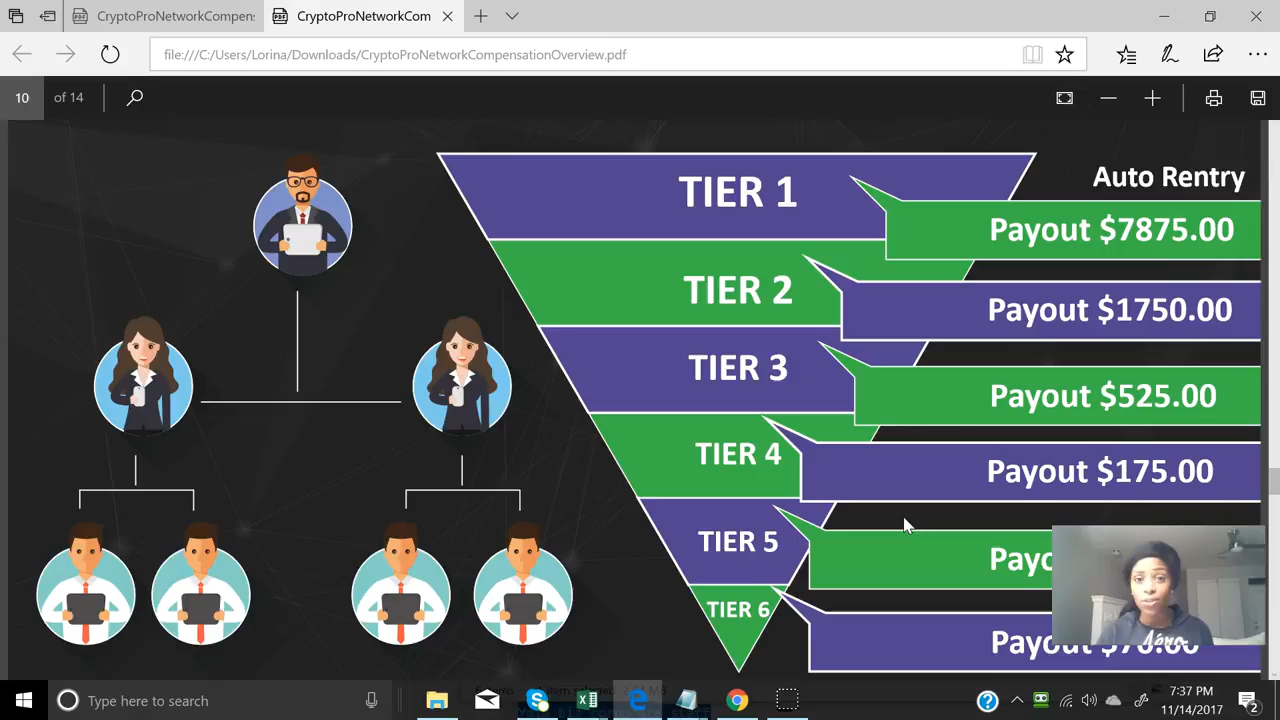 CryptoProNetworkCompens
CryptoProNetworkCom
file:///C:/Users/Lorina/Downloads/CryptoProNetworkCompensationOverview.pdf
10 of 14
Auto Rentry
TIER 1
Payout $7875.00
TIER 2
Payout $1750.00
TIER 3
Payout $525.00
TIER 4
Payout $175.00
TIER 5
TIER 6
Type here to search
7:37 PM
11/14/2017
2